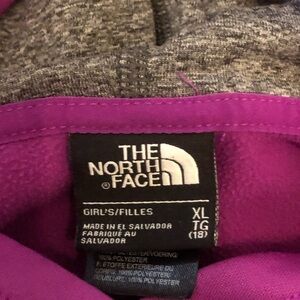 THE
NORTH
FACE
®
GIRL'S/FILLES
XL
TG
(18)
MADE IN EL SALVADOR
FABRIQUÉ AU
SALVADOR
100% POLYESTER/